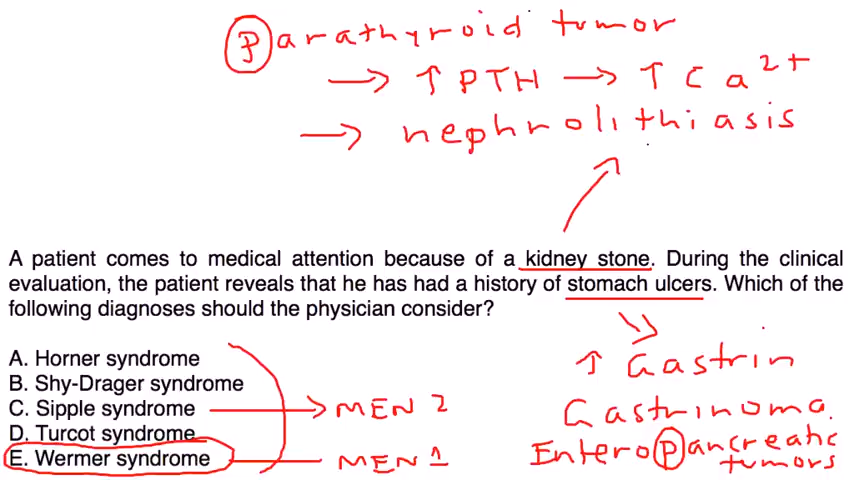 Parathyroid tumor
→ ↑ PTH → ↑ Ca²⁺
→ nephrolithiasis
A patient comes to medical attention because of a kidney stone. During the clinical
evaluation, the patient reveals that he has had a history of stomach ulcers. Which of the
following diagnoses should the physician consider?
A. Horner syndrome
B. Shy-Drager syndrome
C. Sipple syndrome → MEN 2
D. Turcot syndrome
E. Wermer syndrome MEN 1
↑ Gastrin
Gastrinoma.
EnteroPancreatic
tumors